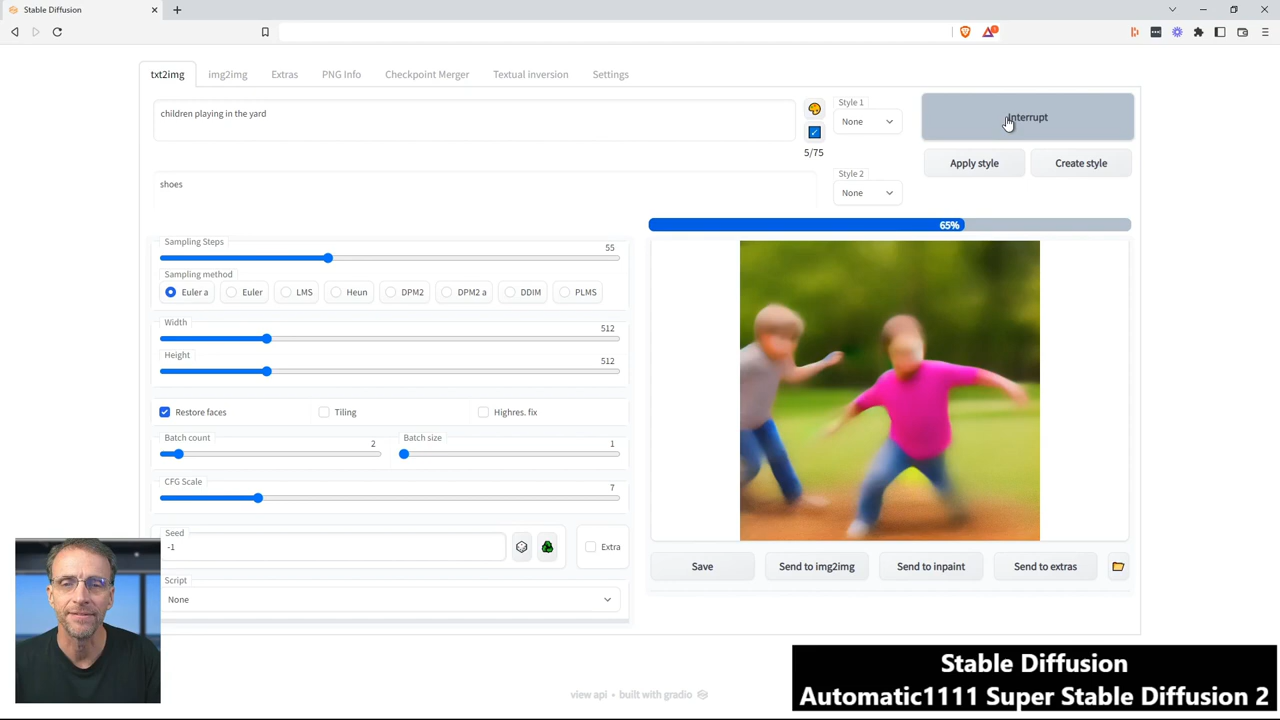 Stable Diffusion
txt2img
img2img
Extras
PNG Info
Checkpoint Merger
Textual inversion
Settings
children playing in the yard
5/75
Style 1
None
Interrupt
Apply style
Create style
shoes
Style 2
None
65%
Sampling Steps
55
Sampling method
Euler a
Euler
LMS
Heun
DPM2
DPM2 a
DDIM
PLMS
Width
512
Height
512
Restore faces
Tiling
Highres. fix
Batch count
2
Batch size
1
CFG Scale
7
Seed
-1
Extra
Script
None
Save
Send to img2img
Send to inpaint
Send to extras
view api • built with gradio
Stable Diffusion
Automatic1111 Super Stable Diffusion 2